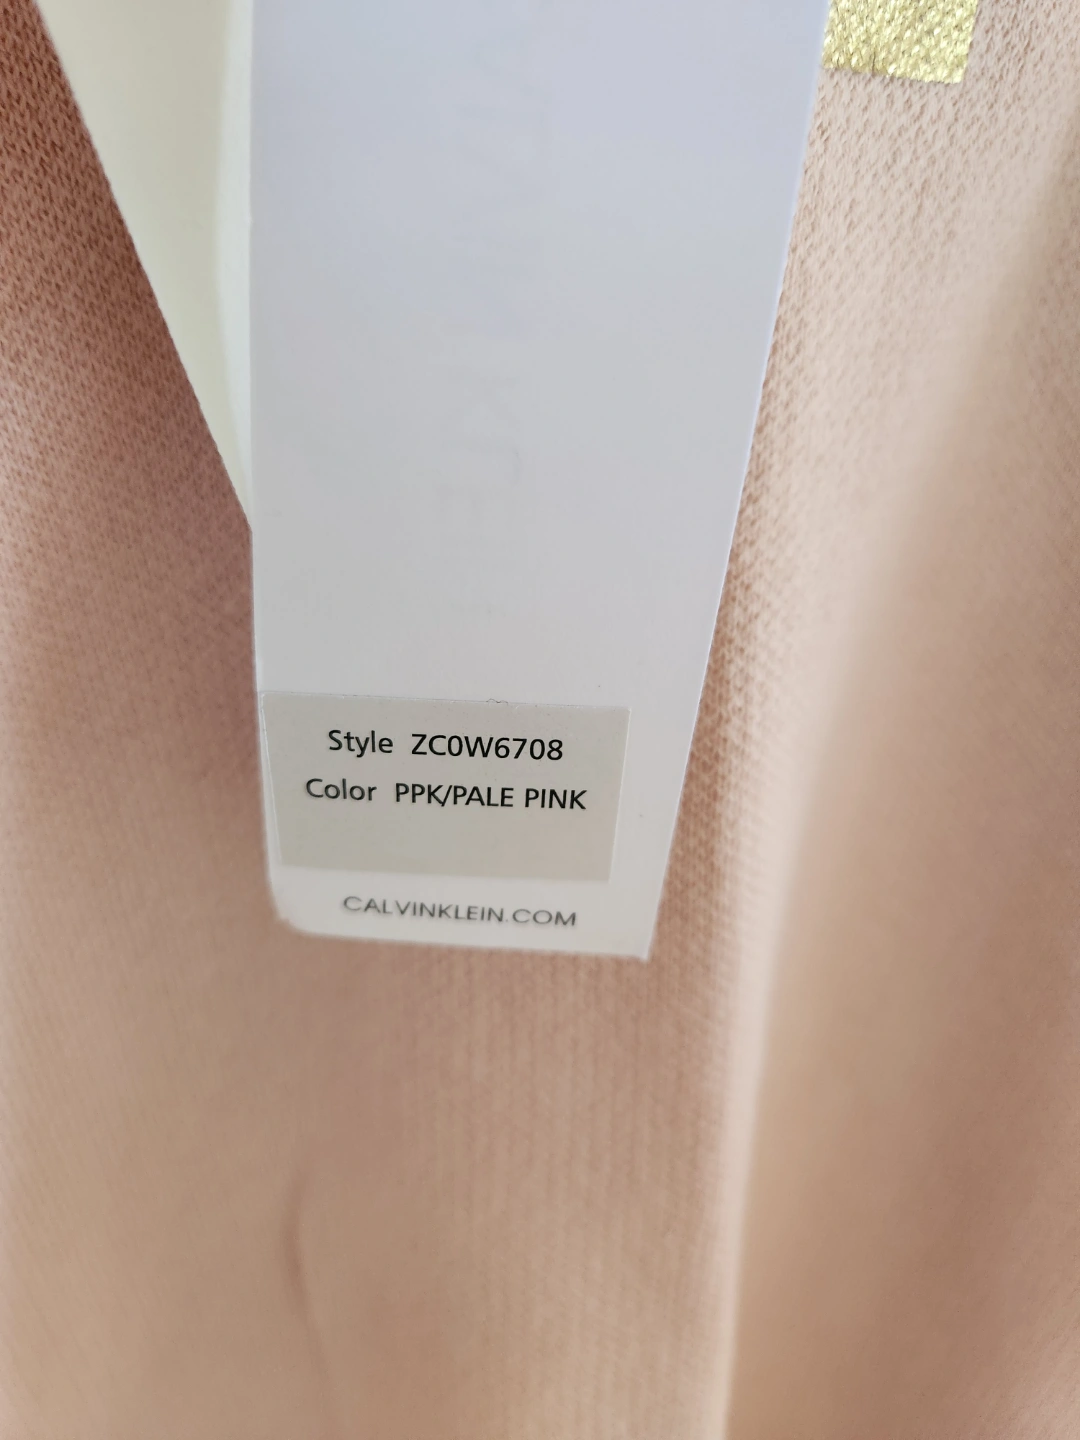 Style ZC0W6708
Color PPK/PALE PINK
CALVINKLEIN.COM